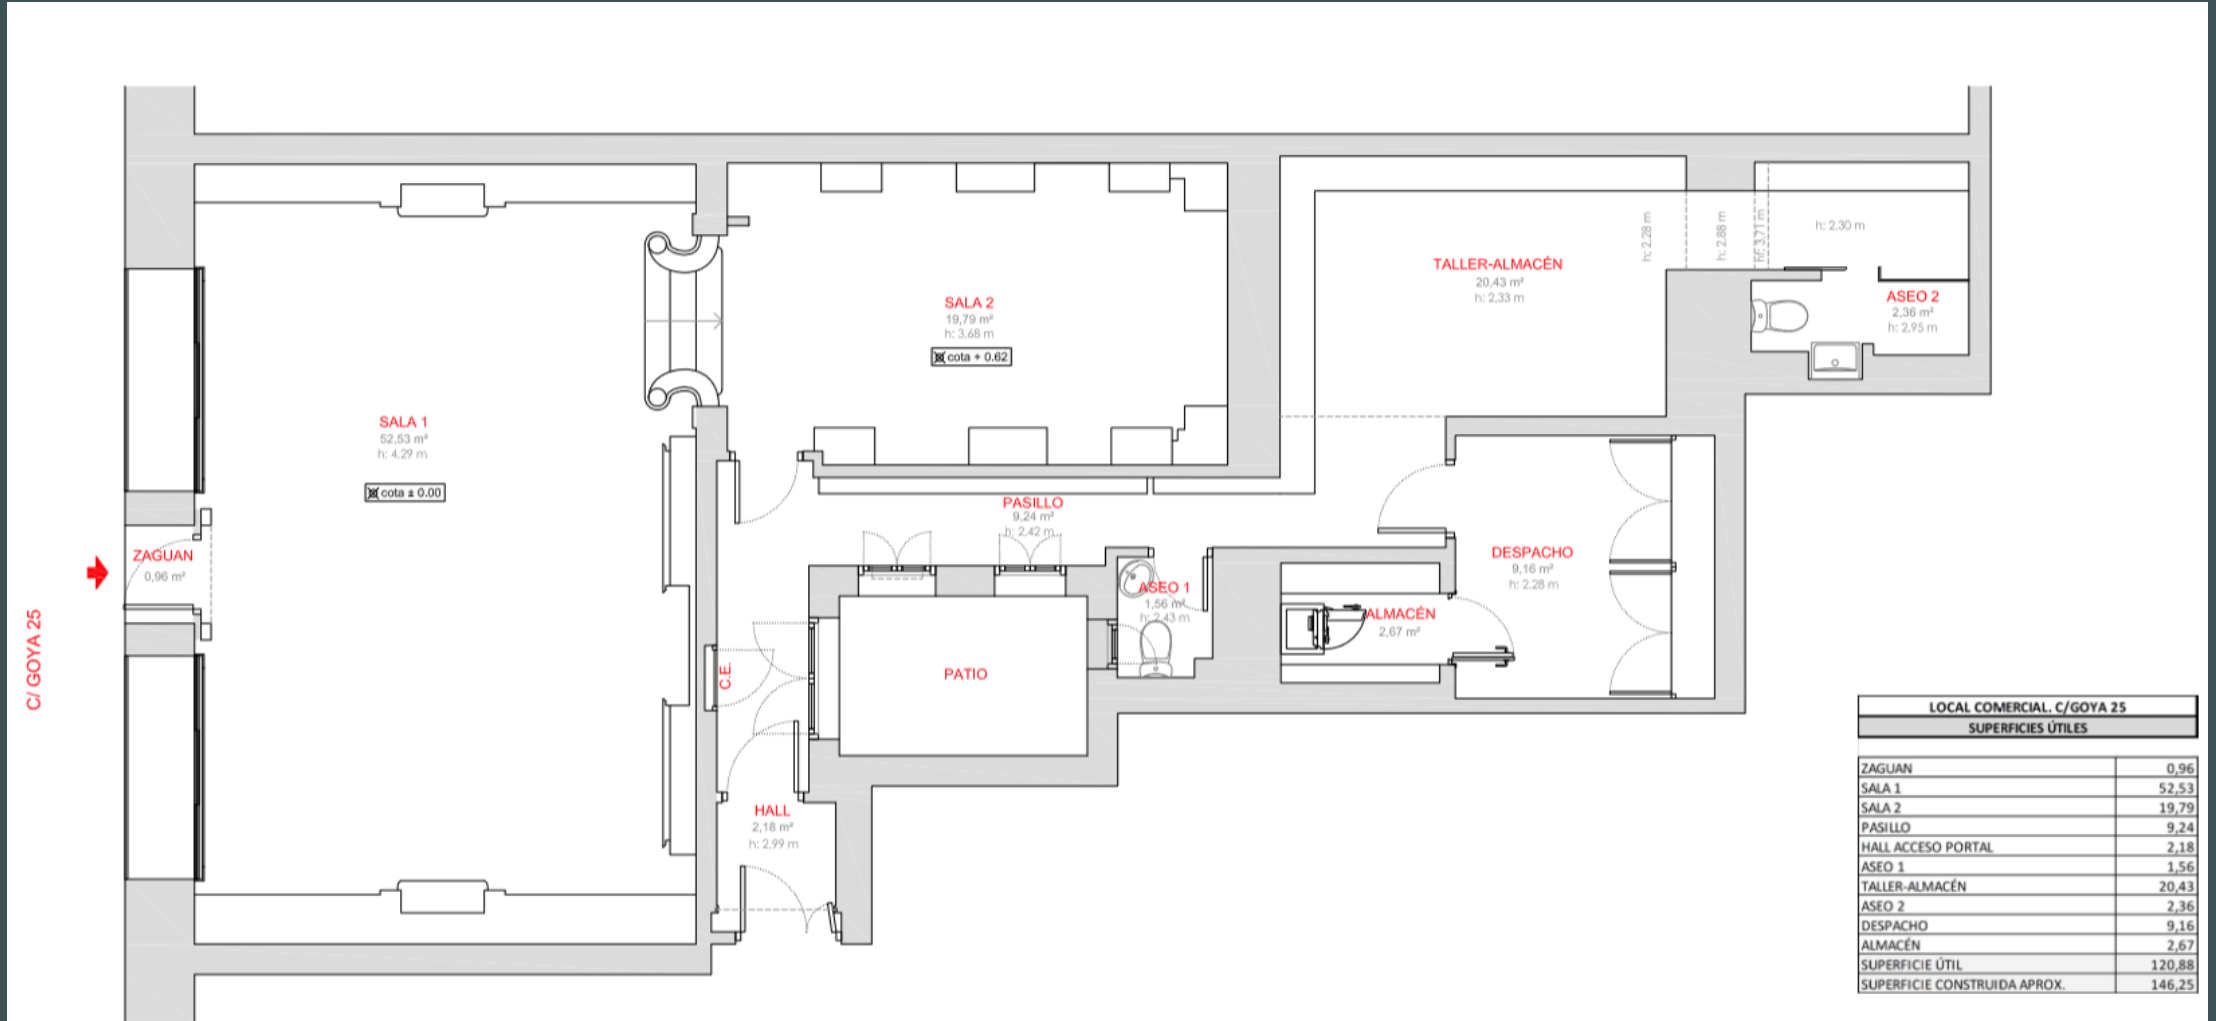 C/ GOYA 25
ZAGUAN
0,96 m²
SALA 1
52,53 m²
h: 4,29 m
cota ± 0.00
SALA 2
19,79 m²
h: 3,68 m
cota + 0.62
PASILLO
9,24 m²
h: 2,42 m
C.E.
HALL
2,18 m²
h: 2,99 m
PATIO
ASEO 1
1,56 m²
h: 2,43 m
TALLER-ALMACÉN
20,43 m²
h: 2,33 m
h: 2,28 m
h: 2,88 m
h: 3,71 m
h: 2,30 m
ASEO 2
2,36 m²
h: 2,95 m
DESPACHO
9,16 m²
h: 2,28 m
ALMACÉN
2,67 m²
LOCAL COMERCIAL. C/GOYA 25
SUPERFICIES ÚTILES
ZAGUAN 0,96
SALA 1 52,53
SALA 2 19,79
PASILLO 9,24
HALL ACCESO PORTAL 2,18
ASEO 1 1,56
TALLER-ALMACÉN 20,43
ASEO 2 2,36
DESPACHO 9,16
ALMACÉN 2,67
SUPERFICIE ÚTIL 120,88
SUPERFICIE CONSTRUIDA APROX. 146,25